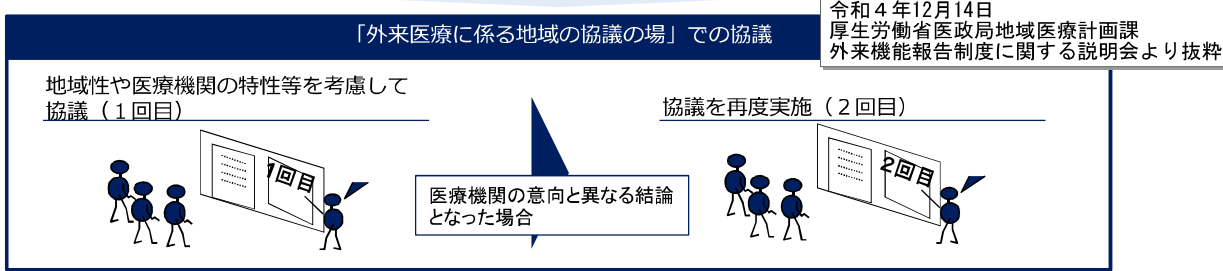 令和４年12月14日
厚生労働省医政局地域医療計画課
外来機能報告制度に関する説明会より抜粋
「外来医療に係る地域の協議の場」での協議
地域性や医療機関の特性等を考慮して
協議（１回目）
1回目
医療機関の意向と異なる結論
となった場合
協議を再度実施（２回目）
2回目